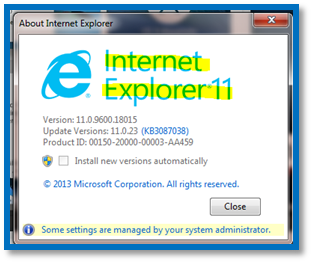 About Internet Explorer
Internet
Explorer 11
Version: 11.0.9600.18015
Update Versions: 11.0.23 (KB3087038)
Product ID: 00150-20000-00003-AA459
Install new versions automatically
© 2013 Microsoft Corporation. All rights reserved.
Close
Some settings are managed by your system administrator.